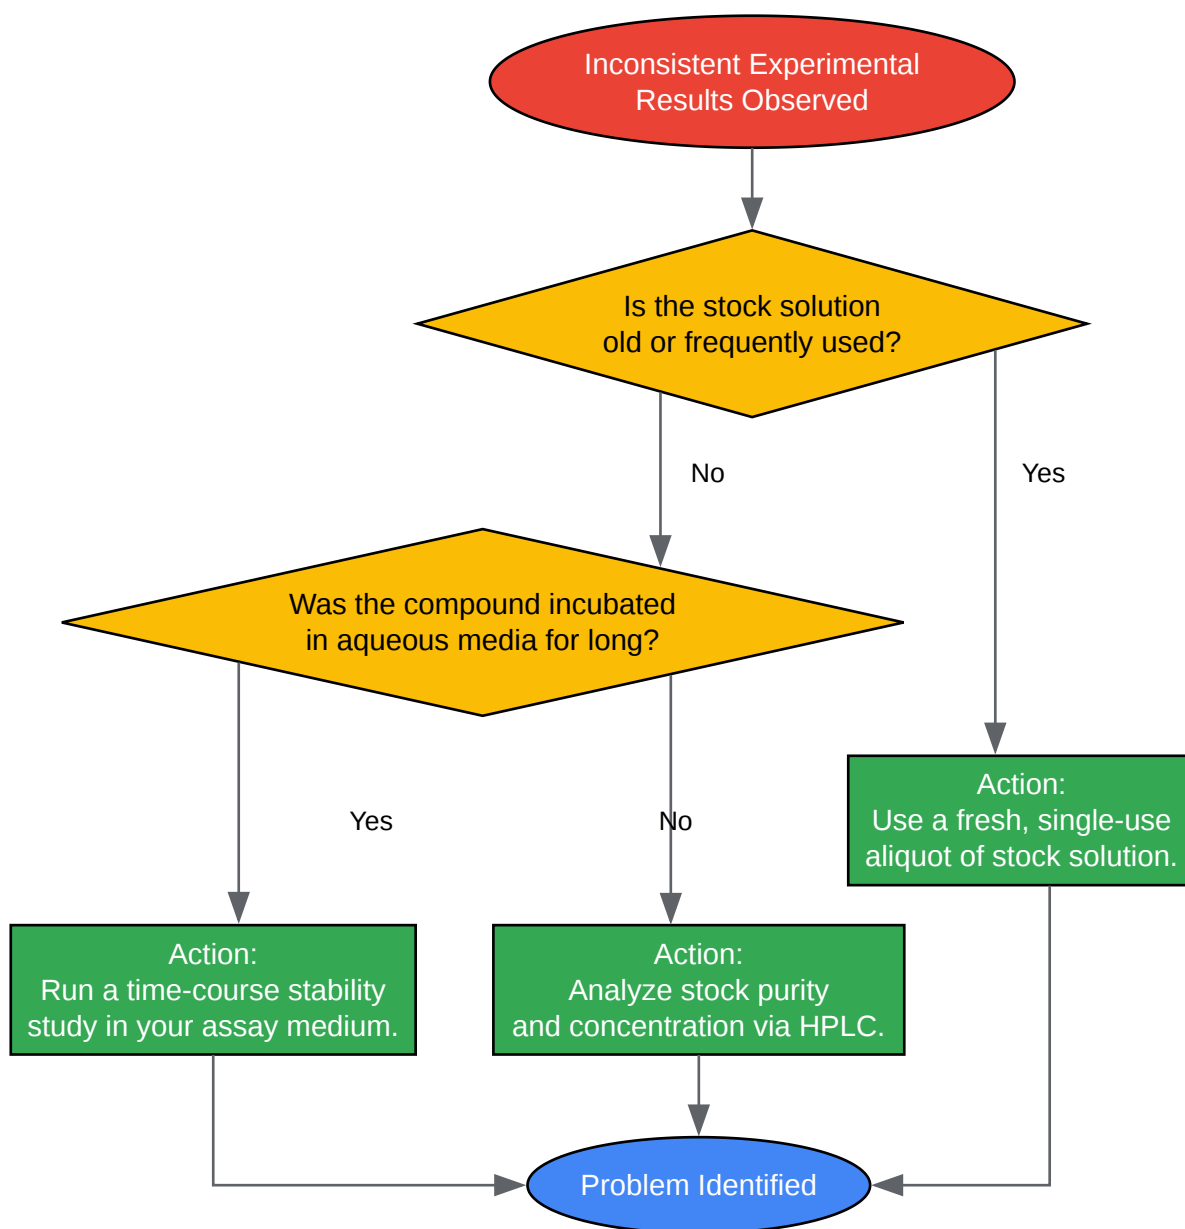 Inconsistent Experimental
Results Observed
Is the stock solution
old or frequently used?
No
Yes
Was the compound incubated
in aqueous media for long?
Yes
No
Action:
Use a fresh, single-use
aliquot of stock solution.
Action:
Run a time-course stability
study in your assay medium.
Action:
Analyze stock purity
and concentration via HPLC.
Problem Identified